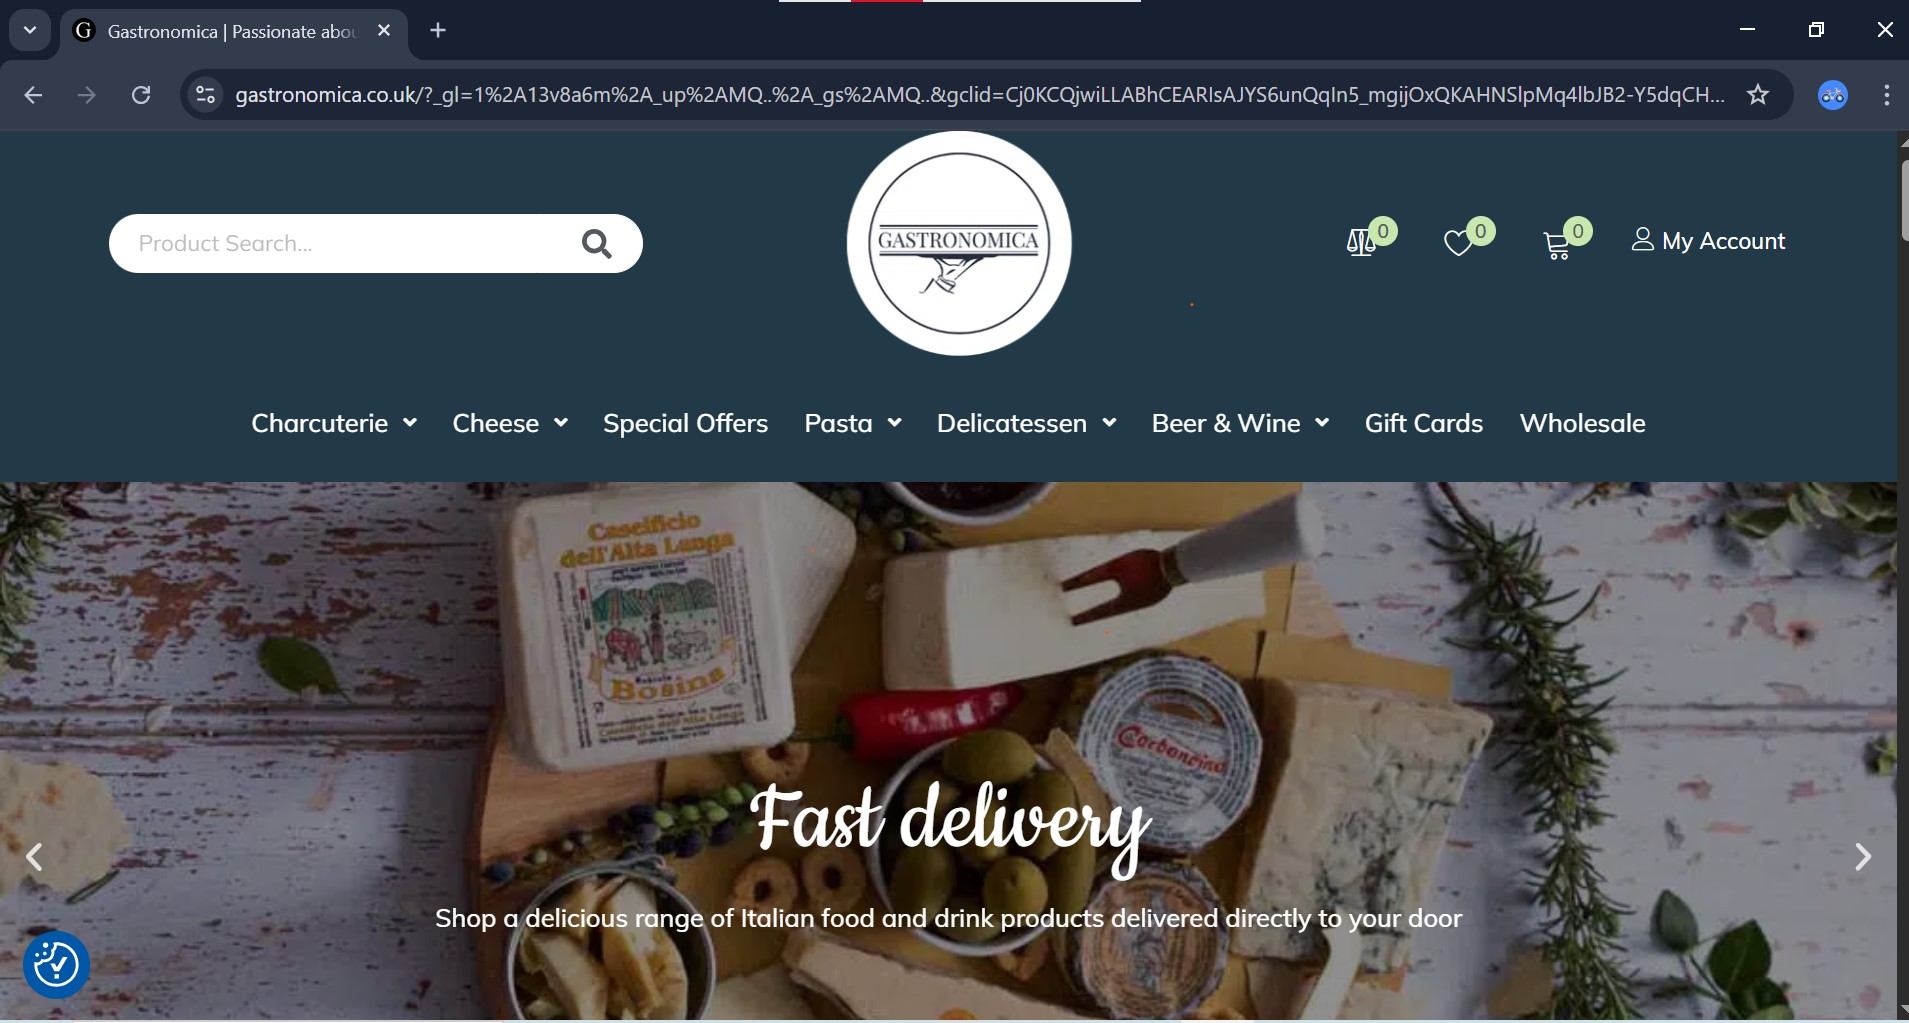 Gastronomica | Passionate abou
gastronomica.co.uk/?_gl=1%2A13v8a6m%2A_up%2AMQ..%2A_gs%2AMQ..&gclid=Cj0KCQjwiLLABhCEARIsAJYS6unQqIn5_mgijOxQKAHNSlpMq4lbJB2-Y5dqCH...
Product Search...
GASTRONOMICA
0
0
0
My Account
Charcuterie
Cheese
Special Offers
Pasta
Delicatessen
Beer & Wine
Gift Cards
Wholesale
Caseificio
dell'Alta Langa
Bosina
Carboncino
Fast delivery
Shop a delicious range of Italian food and drink products delivered directly to your door